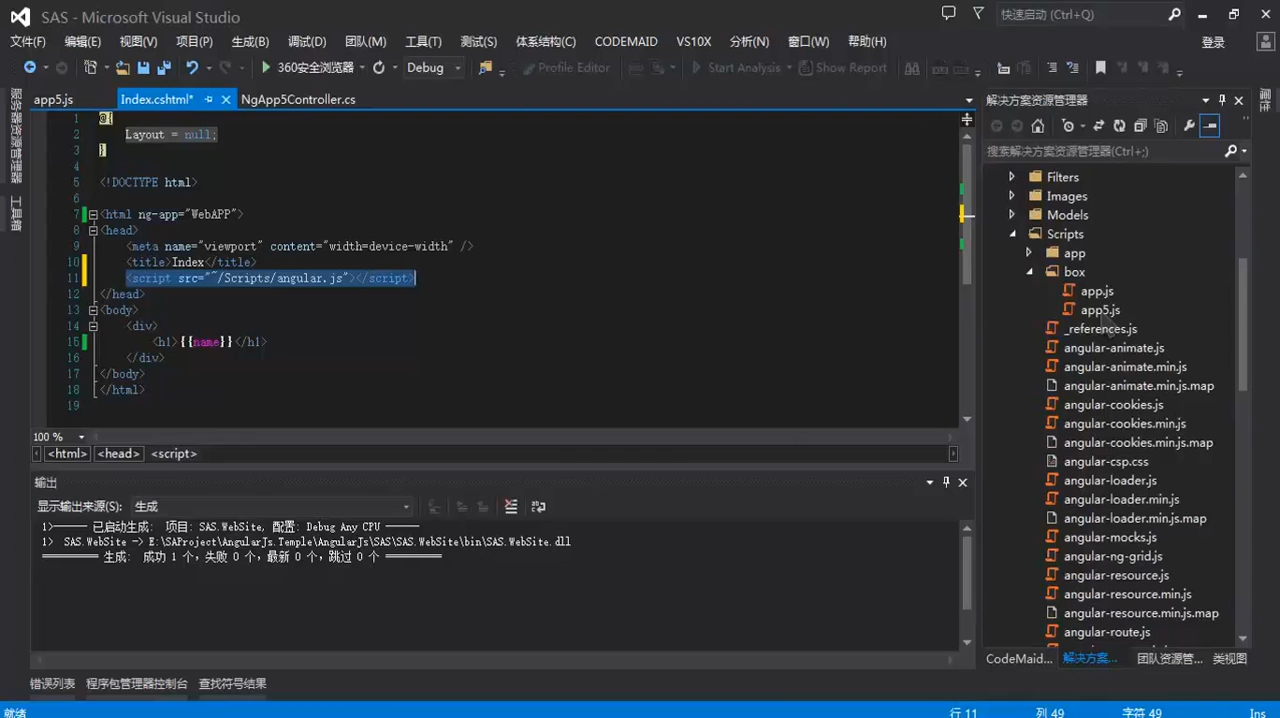 SAS - Microsoft Visual Studio
快速启动 (Ctrl+Q)
文件(F) 编辑(E) 视图(V) 项目(P) 生成(B) 调试(D) 团队(M) 工具(T) 测试(S) 体系结构(C) CODEMAID VS10X 分析(N) 窗口(W) 帮助(H) 登录
360安全浏览器 Debug Profile Editor Start Analysis Show Report
服务器资源管理器
工具箱
app5.js Index.cshtml* NgApp5Controller.cs
1 @{
2 Layout = null;
3 }
4
5 <!DOCTYPE html>
6
7 <html ng-app="WebAPP">
8 <head>
9 <meta name="viewport" content="width=device-width" />
10 <title>Index</title>
11 <script src="~/Scripts/angular.js"></script>
12 </head>
13 <body>
14 <div>
15 <h1>{{name}}</h1>
16 </div>
17 </body>
18 </html>
19
100 %
<html> <head> <script>
输出
显示输出来源(S): 生成
1>------ 已启动生成: 项目: SAS.WebSite, 配置: Debug Any CPU ------
1> SAS.WebSite -> E:\SAProject\AngularJs.Temple\AngularJs\SAS\SAS.WebSite\bin\SAS.WebSite.dll
========== 生成: 成功 1 个，失败 0 个，最新 0 个，跳过 0 个 ==========
错误列表 程序包管理器控制台 查找符号结果
解决方案资源管理器
搜索解决方案资源管理器(Ctrl+;)
Filters
Images
Models
Scripts
app
box
app.js
app5.js
_references.js
angular-animate.js
angular-animate.min.js
angular-animate.min.js.map
angular-cookies.js
angular-cookies.min.js
angular-cookies.min.js.map
angular-csp.css
angular-loader.js
angular-loader.min.js
angular-loader.min.js.map
angular-mocks.js
angular-ng-grid.js
angular-resource.js
angular-resource.min.js
angular-resource.min.js.map
angular-route.js
CodeMaid... 解决方案... 团队资源管... 类视图
属性
就绪 行 11 列 49 字符 49 Ins